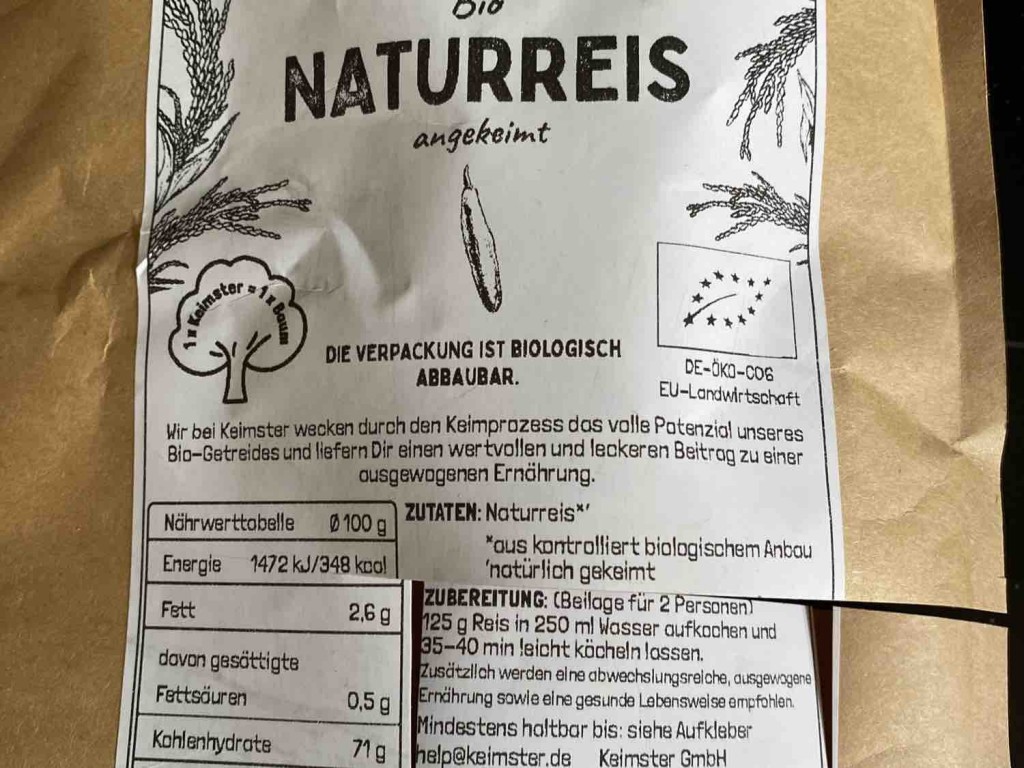 Bio
NATURREIS
angekeimt
1 x Keimster = 1 x Baum
DIE VERPACKUNG IST BIOLOGISCH
ABBAUBAR.
DE-ÖKO-006
EU-Landwirtschaft
Wir bei Keimster wecken durch den Keimprozess das volle Potenzial unseres
Bio-Getreides und liefern Dir einen wertvollen und leckeren Beitrag zu einer
ausgewogenen Ernährung.
Nährwerttabelle Ø 100 g
Energie 1472 kJ/348 kcal
Fett 2,6 g
davon gesättigte
Fettsäuren 0,5 g
Kohlenhydrate 71 g
ZUTATEN: Naturreis*'
*aus kontrolliert biologischem Anbau
'natürlich gekeimt
ZUBEREITUNG: (Beilage für 2 Personen)
125 g Reis in 250 ml Wasser aufkochen und
35-40 min leicht köcheln lassen.
Zusätzlich werden eine abwechslungsreiche, ausgewogene
Ernährung sowie eine gesunde Lebensweise empfohlen.
Mindestens haltbar bis: siehe Aufkleber
help@keimster.de Keimster GmbH